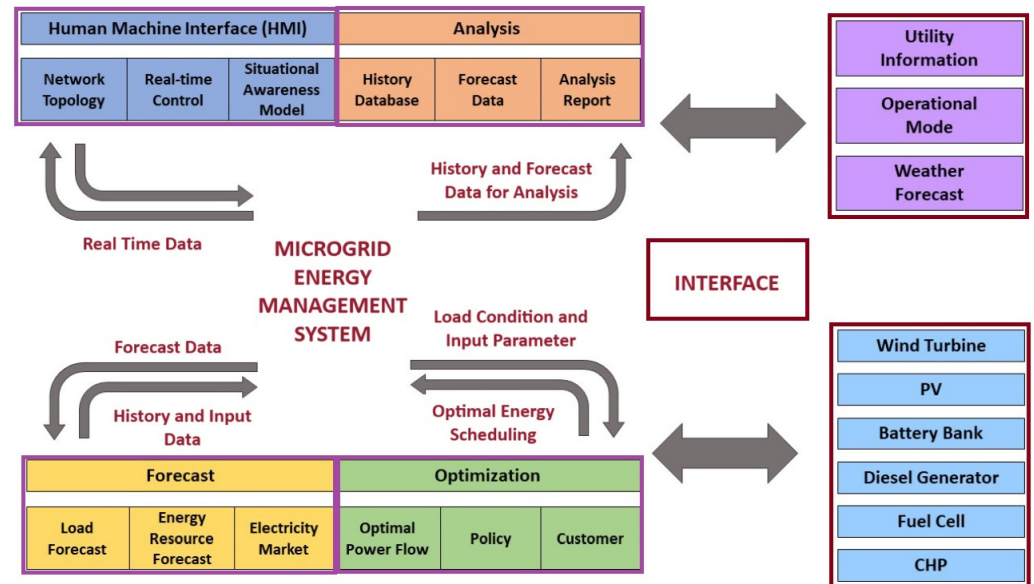 Human Machine Interface (HMI)
Analysis
Network
Topology
Real-time
Control
Situational
Awareness
Model
History
Database
Forecast
Data
Analysis
Report
Utility
Information
Operational
Mode
Weather
Forecast
History and Forecast
Data for Analysis
Real Time Data
MICROGRID
ENERGY
MANAGEMENT
SYSTEM
INTERFACE
Load Condition and
Input Parameter
Forecast Data
History and Input
Data
Optimal Energy
Scheduling
Wind Turbine
PV
Battery Bank
Diesel Generator
Fuel Cell
CHP
Forecast
Optimization
Load
Forecast
Energy
Resource
Forecast
Electricity
Market
Optimal
Power Flow
Policy
Customer